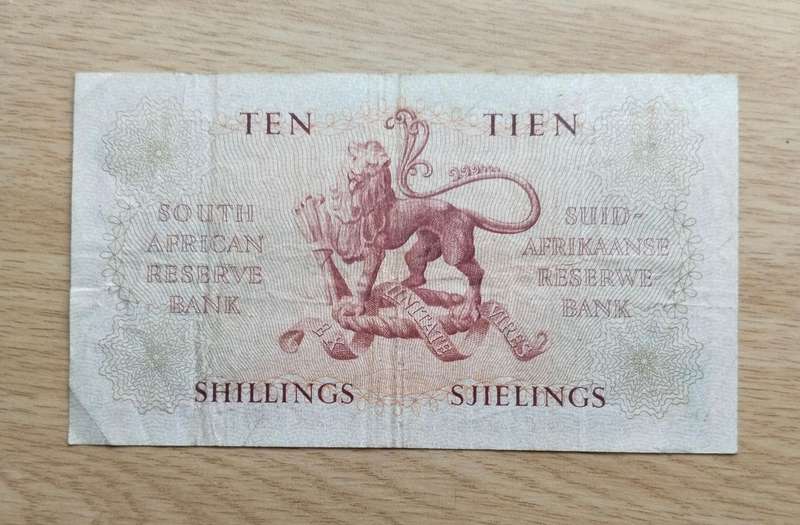 TEN TIEN
SOUTH
AFRICAN
RESERVE
BANK
SUID-
AFRIKAANSE
RESERWE-
BANK
EX UNITATE VIRES
SHILLINGS SJIELINGS